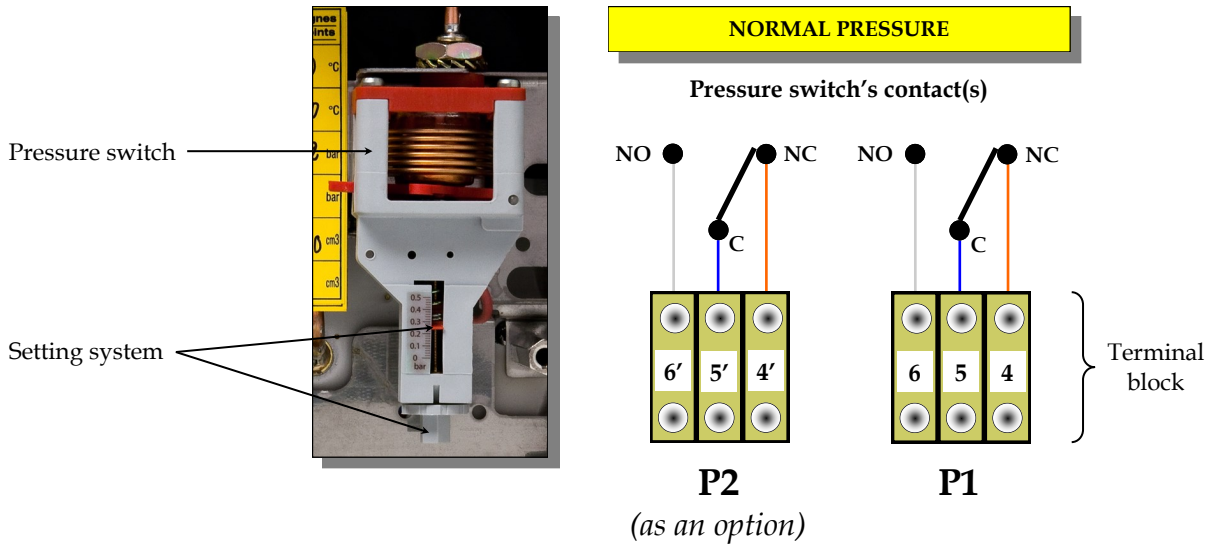 NORMAL PRESSURE
Pressure switch's contact(s)
Pressure switch
Setting system
°C
°C
bar
bar
cm3
cm3
0.5
0.4
0.3
0.2
0.1
0
bar
NO
NC
C
NO
NC
C
6’
5’
4’
6
5
4
Terminal
block
P2
(as an option)
P1